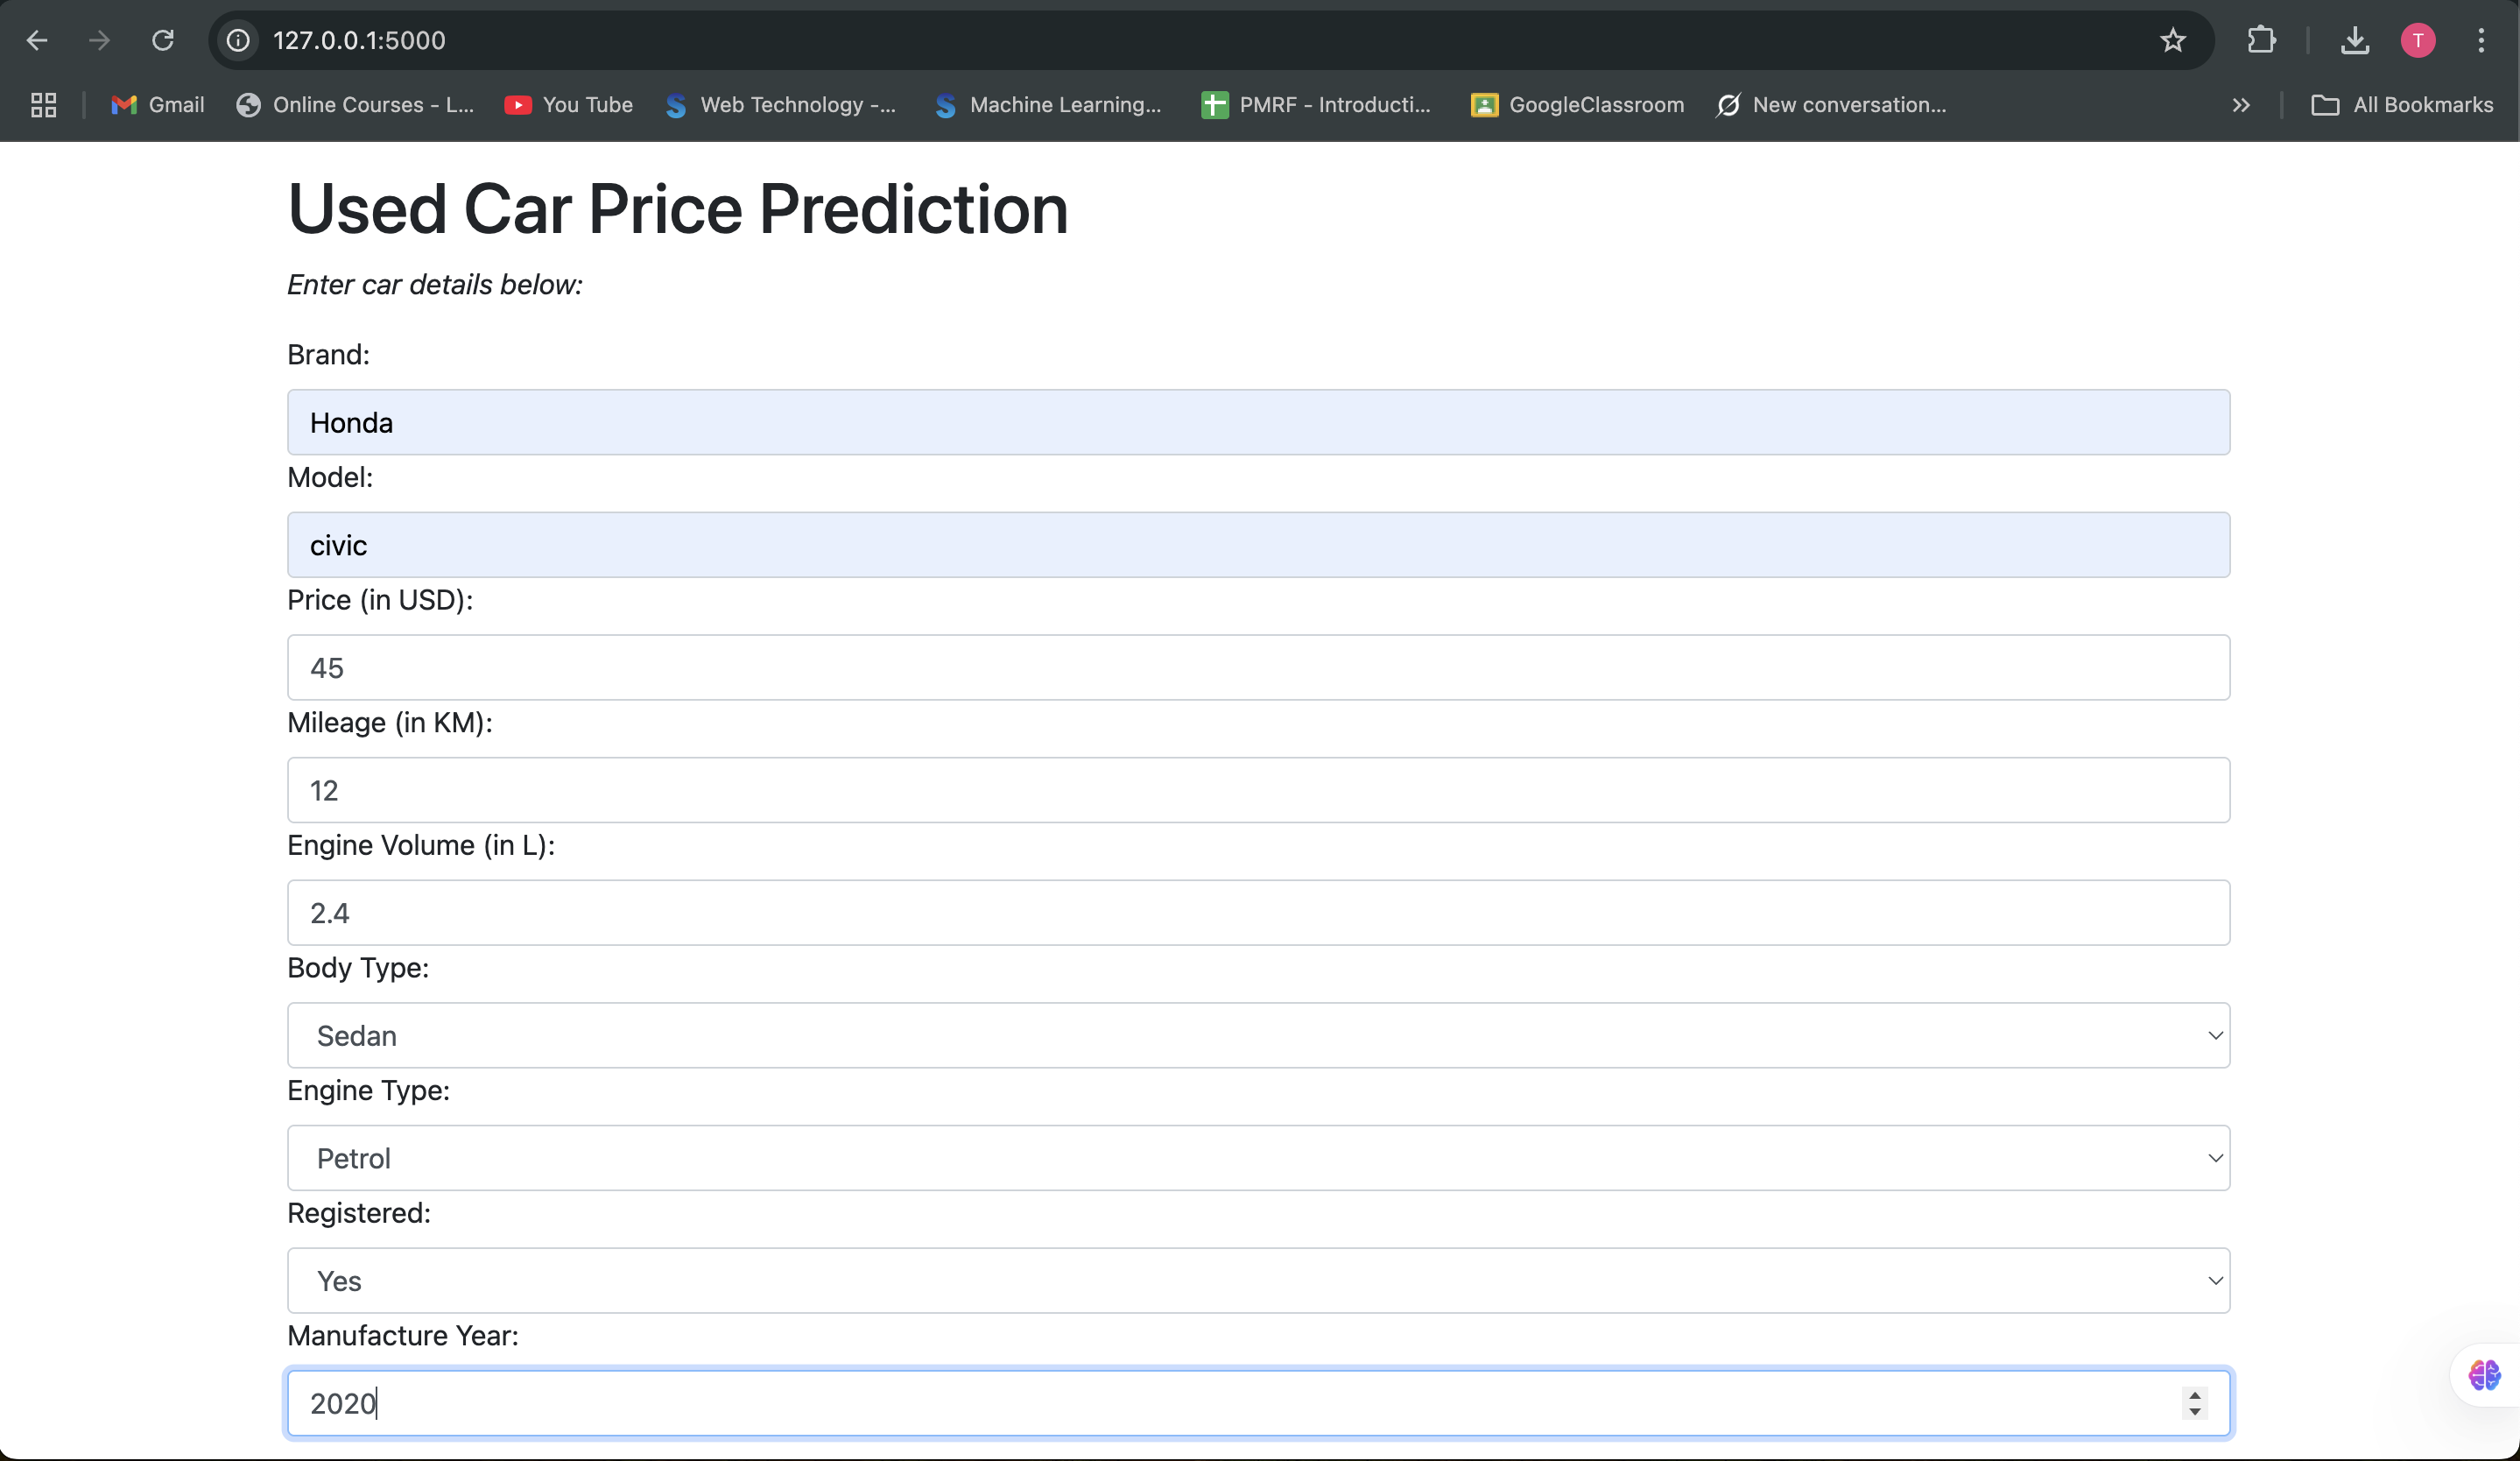 127.0.0.1:5000
T
Gmail
Online Courses - L...
You Tube
Web Technology -...
Machine Learning...
PMRF - Introducti...
GoogleClassroom
New conversation...
All Bookmarks
Used Car Price Prediction
Enter car details below:
Brand:
Honda
Model:
civic
Price (in USD):
45
Mileage (in KM):
12
Engine Volume (in L):
2.4
Body Type:
Sedan
Engine Type:
Petrol
Registered:
Yes
Manufacture Year:
2020